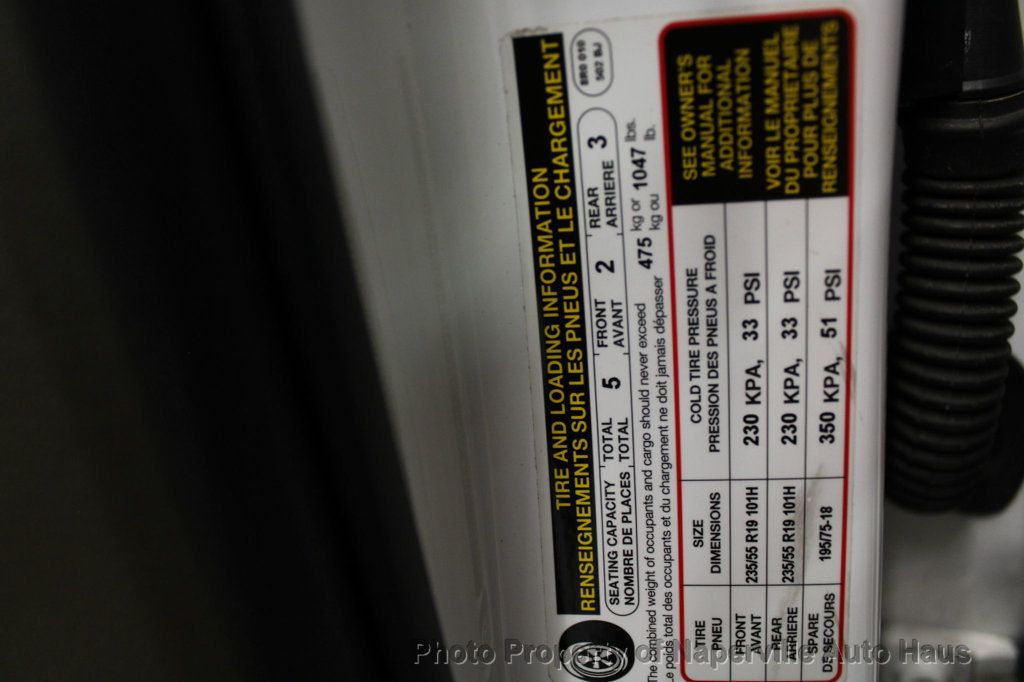 TIRE AND LOADING INFORMATION
RENSEIGNEMENTS SUR LES PNEUS ET LE CHARGEMENT
SEATING CAPACITY TOTAL 5 FRONT 2 REAR 3
NOMBRE DE PLACES TOTAL AVANT ARRIERE
8R0 010
502 BJ
The combined weight of occupants and cargo should never exceed 475 kg or 1047 lbs.
Le poids total des occupants et du chargement ne doit jamais dépasser kg ou lb.
TIRE SIZE COLD TIRE PRESSURE
PNEU DIMENSIONS PRESSION DES PNEUS A FROID
FRONT
AVANT 235/55 R19 101H 230 KPA, 33 PSI
REAR
ARRIERE 235/55 R19 101H 230 KPA, 33 PSI
SPARE
DE SECOURS 195/75-18 350 KPA, 51 PSI
SEE OWNER'S
MANUAL FOR
ADDITIONAL
INFORMATION
VOIR LE MANUEL
DU PROPRIETAIRE
POUR PLUS DE
RENSEIGNEMENTS
Photo Property of Naperville Auto Haus